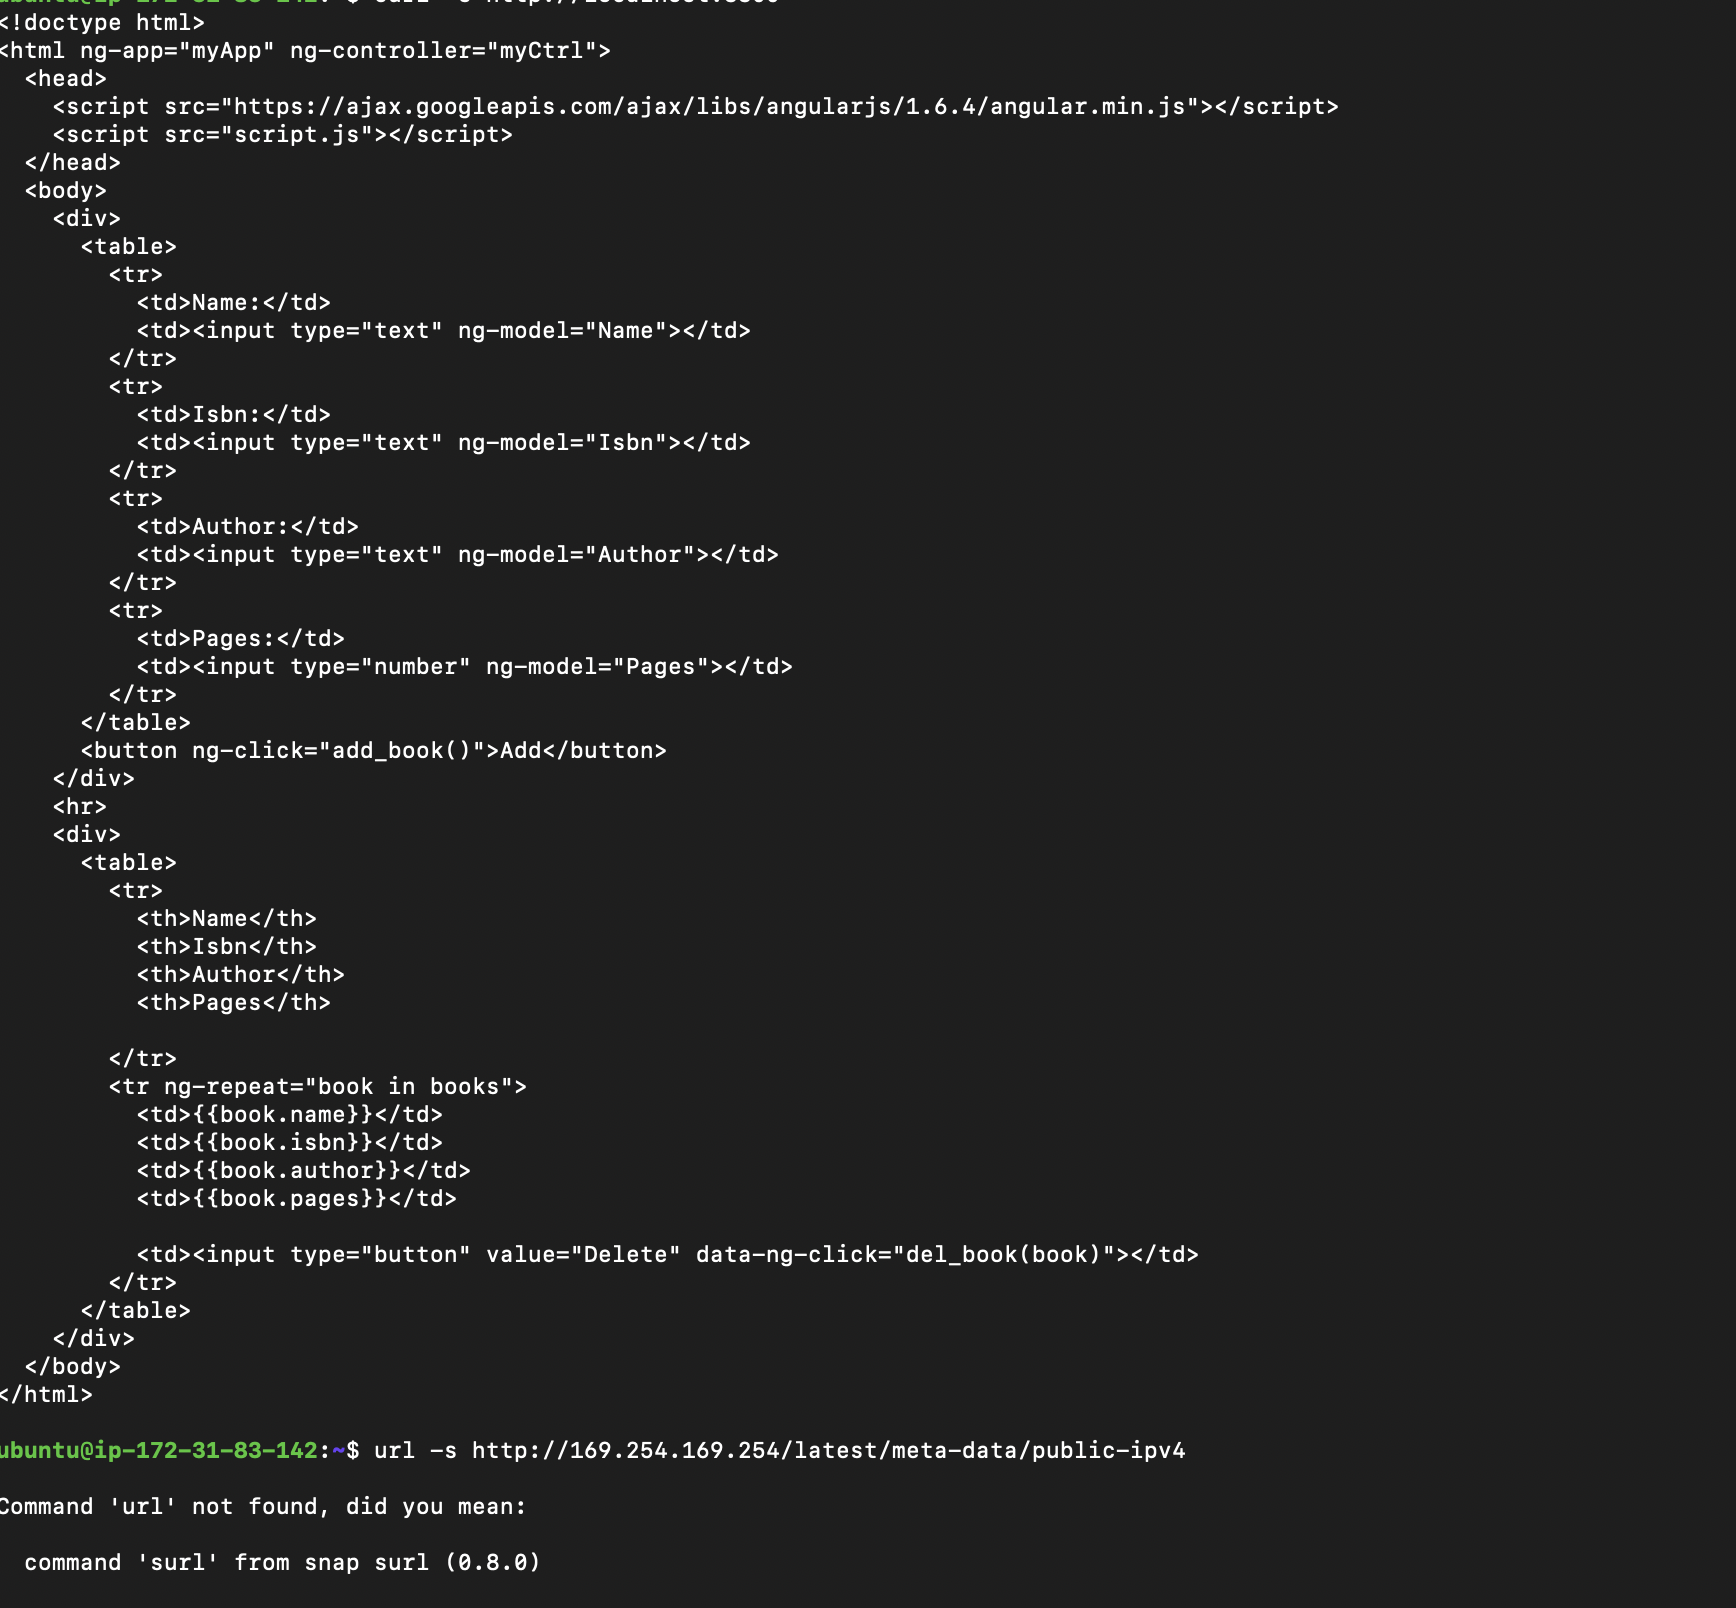 <!doctype html>
<html ng-app="myApp" ng-controller="myCtrl">
  <head>
    <script src="https://ajax.googleapis.com/ajax/libs/angularjs/1.6.4/angular.min.js"></script>
    <script src="script.js"></script>
  </head>
  <body>
    <div>
      <table>
        <tr>
          <td>Name:</td>
          <td><input type="text" ng-model="Name"></td>
        </tr>
        <tr>
          <td>Isbn:</td>
          <td><input type="text" ng-model="Isbn"></td>
        </tr>
        <tr>
          <td>Author:</td>
          <td><input type="text" ng-model="Author"></td>
        </tr>
        <tr>
          <td>Pages:</td>
          <td><input type="number" ng-model="Pages"></td>
        </tr>
      </table>
      <button ng-click="add_book()">Add</button>
    </div>
    <hr>
    <div>
      <table>
        <tr>
          <th>Name</th>
          <th>Isbn</th>
          <th>Author</th>
          <th>Pages</th>

        </tr>
        <tr ng-repeat="book in books">
          <td>{{book.name}}</td>
          <td>{{book.isbn}}</td>
          <td>{{book.author}}</td>
          <td>{{book.pages}}</td>

          <td><input type="button" value="Delete" data-ng-click="del_book(book)"></td>
        </tr>
      </table>
    </div>
  </body>
</html>

ubuntu@ip-172-31-83-142:~$ url -s http://169.254.169.254/latest/meta-data/public-ipv4

Command 'url' not found, did you mean:

  command 'surl' from snap surl (0.8.0)